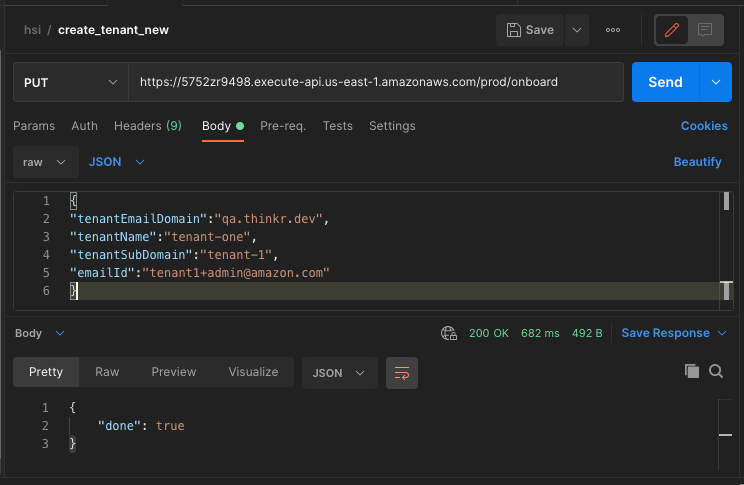 hsi / create_tenant_new
Save
PUT
https://5752zr9498.execute-api.us-east-1.amazonaws.com/prod/onboard
Send
Params Auth Headers (9) Body Pre-req. Tests Settings Cookies
raw JSON Beautify
1 {
2 "tenantEmailDomain":"qa.thinkr.dev",
3 "tenantName":"tenant-one",
4 "tenantSubDomain":"tenant-1",
5 "emailId":"tenant1+admin@amazon.com"
6 }
Body 200 OK 682 ms 492 B Save Response
Pretty Raw Preview Visualize JSON
1 {
2 "done": true
3 }